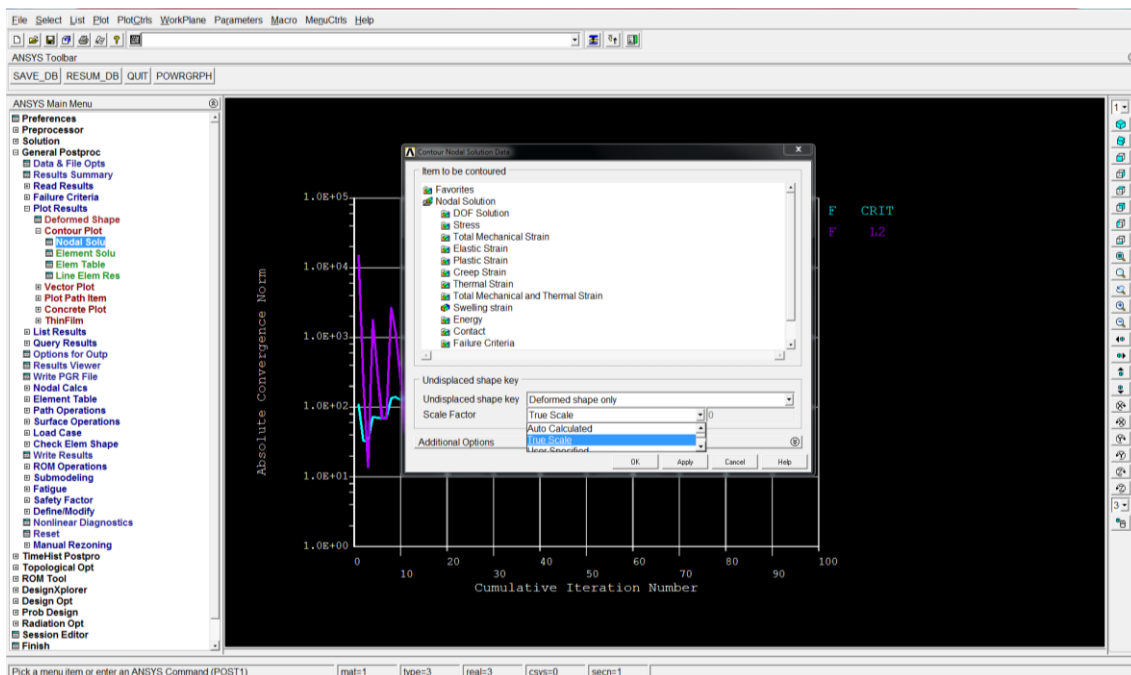 File Select List Plot PlotCtrls WorkPlane Parameters Macro MenuCtrls Help
ANSYS Toolbar
SAVE_DB RESUM_DB QUIT POWRGRPH
ANSYS Main Menu
Preferences
Preprocessor
Solution
General Postproc
Data & File Opts
Results Summary
Read Results
Failure Criteria
Plot Results
Deformed Shape
Contour Plot
Nodal Solu
Element Solu
Elem Table
Line Elem Res
Vector Plot
Plot Path Item
Concrete Plot
ThinFilm
List Results
Query Results
Options for Outp
Results Viewer
Write PGR File
Nodal Calcs
Element Table
Path Operations
Surface Operations
Load Case
Check Elem Shape
Write Results
ROM Operations
Submodeling
Fatigue
Safety Factor
Define/Modify
Nonlinear Diagnostics
Reset
Manual Rezoning
TimeHist Postpro
Topological Opt
ROM Tool
DesignXplorer
Design Opt
Prob Design
Radiation Opt
Session Editor
Finish
Absolute Convergence Norm
1.0E+05
1.0E+04
1.0E+03
1.0E+02
1.0E+01
1.0E+00
0 20 40 60 80 100
10 30 50 70 90
Cumulative Iteration Number
F CRIT
F L2
Contour Nodal Solution Data
Item to be contoured
Favorites
Nodal Solution
DOF Solution
Stress
Total Mechanical Strain
Elastic Strain
Plastic Strain
Creep Strain
Thermal Strain
Total Mechanical and Thermal Strain
Swelling strain
Energy
Contact
Failure Criteria
Undisplaced shape key
Undisplaced shape key Deformed shape only
Scale Factor True Scale 0
Auto Calculated
True Scale
User Specified
Additional Options
OK Apply Cancel Help
1
3
Pick a menu item or enter an ANSYS Command (POST1) mat=1 type=3 real=3 csys=0 secn=1